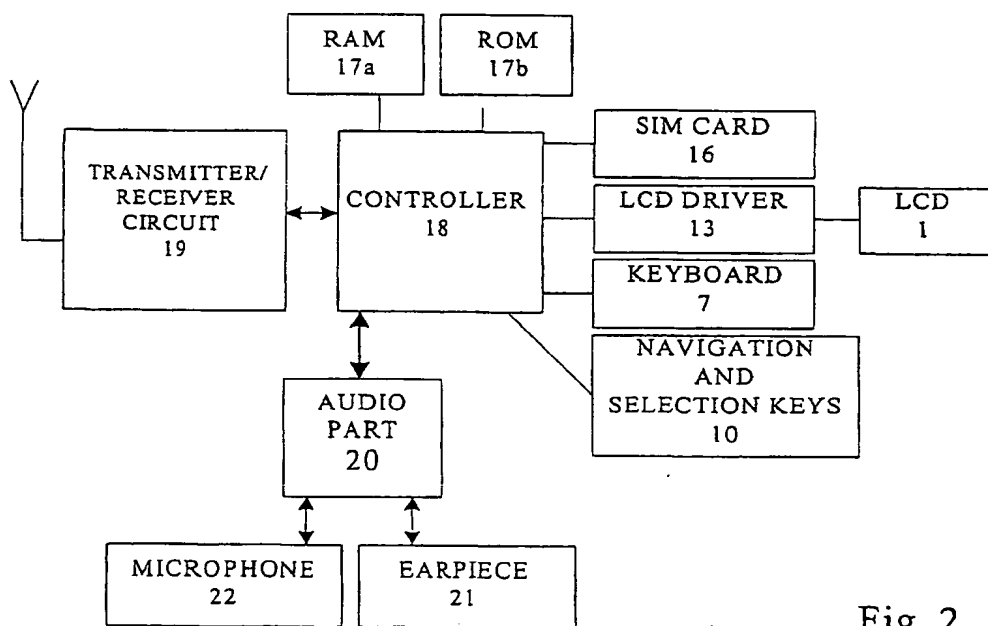 RAM
17a
ROM
17b
TRANSMITTER/
RECEIVER
CIRCUIT
19
CONTROLLER
18
SIM CARD
16
LCD DRIVER
13
LCD
1
KEYBOARD
7
NAVIGATION
AND
SELECTION KEYS
10
AUDIO
PART
20
MICROPHONE
22
EARPIECE
21
Fig. 2